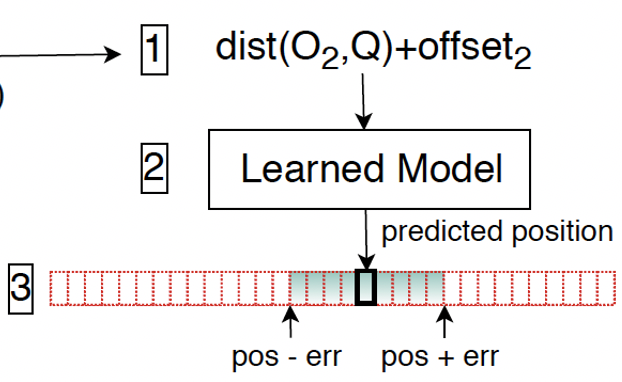 1 dist(O₂,Q)+offset₂
)
2 Learned Model
predicted position
3
pos - err pos + err